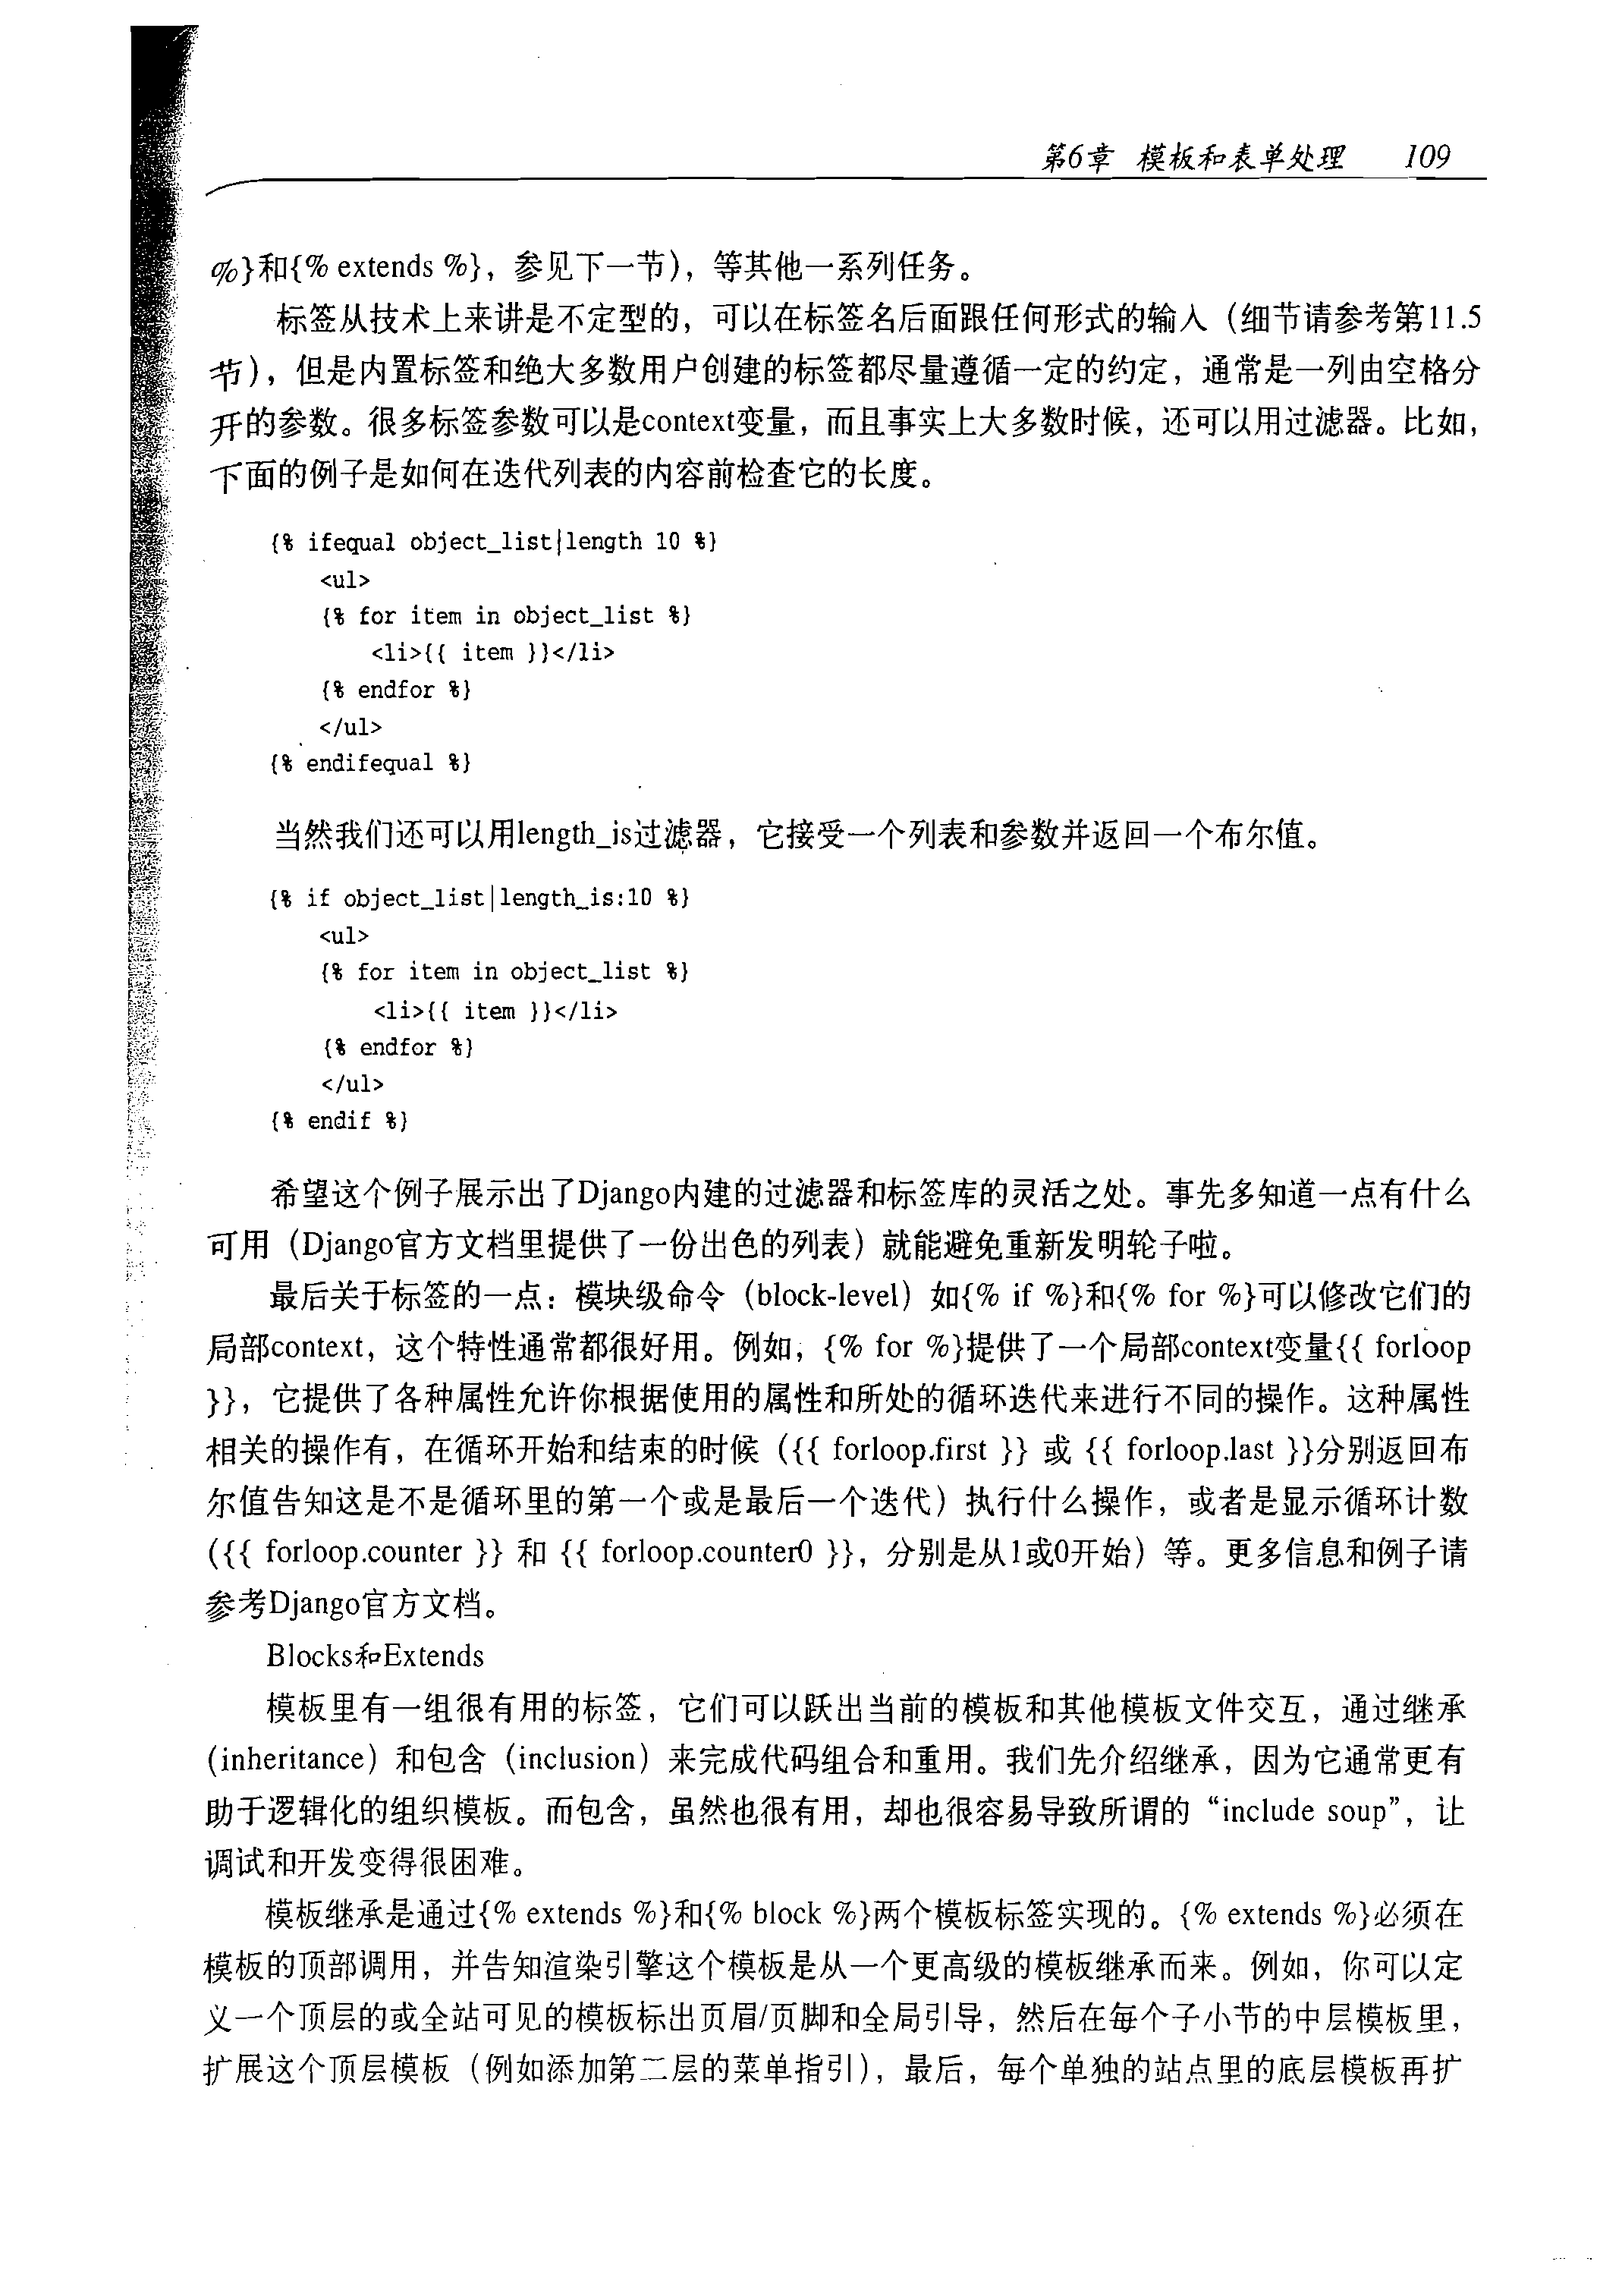 第6章 模板和表单处理 109
%}和{% extends %}，参见下一节），等其他一系列任务。
标签从技术上来讲是不定型的，可以在标签名后面跟任何形式的输入（细节请参考第11.5
节），但是内置标签和绝大多数用户创建的标签都尽量遵循一定的约定，通常是一列由空格分
开的参数。很多标签参数可以是context变量，而且事实上大多数时候，还可以用过滤器。比如，
下面的例子是如何在迭代列表的内容前检查它的长度。
{% ifequal object_list|length 10 %}
<ul>
{% for item in object_list %}
<li>{{ item }}</li>
{% endfor %}
</ul>
{% endifequal %}
当然我们还可以用length_is过滤器，它接受一个列表和参数并返回一个布尔值。
{% if object_list|length_is:10 %}
<ul>
{% for item in object_list %}
<li>{{ item }}</li>
{% endfor %}
</ul>
{% endif %}
希望这个例子展示出了Django内建的过滤器和标签库的灵活之处。事先多知道一点有什么
可用（Django官方文档里提供了一份出色的列表）就能避免重新发明轮子啦。
最后关于标签的一点：模块级命令（block-level）如{% if %}和{% for %}可以修改它们的
局部context，这个特性通常都很好用。例如，{% for %}提供了一个局部context变量{{ forloop
}}，它提供了各种属性允许你根据使用的属性和所处的循环迭代来进行不同的操作。这种属性
相关的操作有，在循环开始和结束的时候（{{ forloop.first }} 或 {{ forloop.last }}分别返回布
尔值告知这是不是循环里的第一个或是最后一个迭代）执行什么操作，或者是显示循环计数
（{{ forloop.counter }} 和 {{ forloop.counter0 }}，分别是从1或0开始）等。更多信息和例子请
参考Django官方文档。
Blocks和Extends
模板里有一组很有用的标签，它们可以跃出当前的模板和其他模板文件交互，通过继承
（inheritance）和包含（inclusion）来完成代码组合和重用。我们先介绍继承，因为它通常更有
助于逻辑化的组织模板。而包含，虽然也很有用，却也很容易导致所谓的“include soup”，让
调试和开发变得很困难。
模板继承是通过{% extends %}和{% block %}两个模板标签实现的。{% extends %}必须在
模板的顶部调用，并告知渲染引擎这个模板是从一个更高级的模板继承而来。例如，你可以定
义一个顶层的或全站可见的模板标出页眉/页脚和全局引导，然后在每个子小节的中层模板里，
扩展这个顶层模板（例如添加第二层的菜单指引），最后，每个单独的站点里的底层模板再扩